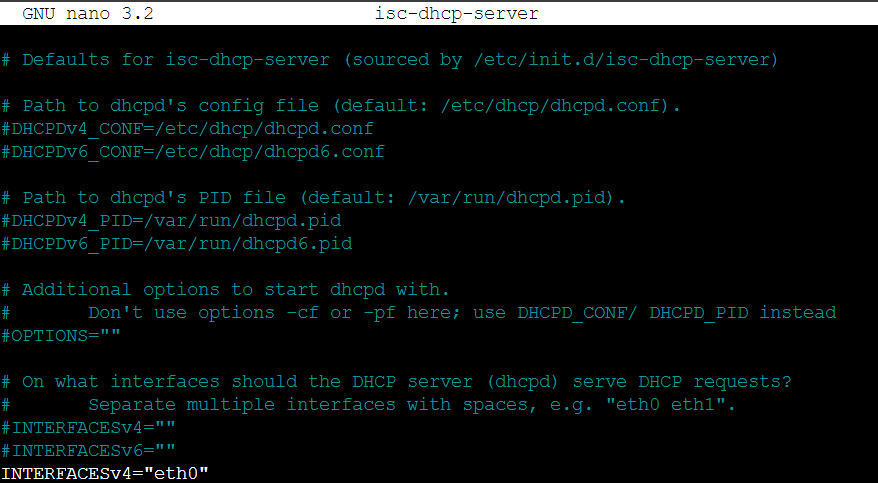 GNU nano 3.2 isc-dhcp-server
# Defaults for isc-dhcp-server (sourced by /etc/init.d/isc-dhcp-server)
# Path to dhcpd's config file (default: /etc/dhcp/dhcpd.conf).
#DHCPDv4_CONF=/etc/dhcp/dhcpd.conf
#DHCPDv6_CONF=/etc/dhcp/dhcpd6.conf
# Path to dhcpd's PID file (default: /var/run/dhcpd.pid).
#DHCPDv4_PID=/var/run/dhcpd.pid
#DHCPDv6_PID=/var/run/dhcpd6.pid
# Additional options to start dhcpd with.
#       Don't use options -cf or -pf here; use DHCPD_CONF/ DHCPD_PID instead
#OPTIONS=""
# On what interfaces should the DHCP server (dhcpd) serve DHCP requests?
#       Separate multiple interfaces with spaces, e.g. "eth0 eth1".
#INTERFACESv4=""
#INTERFACESv6=""
INTERFACESv4="eth0"